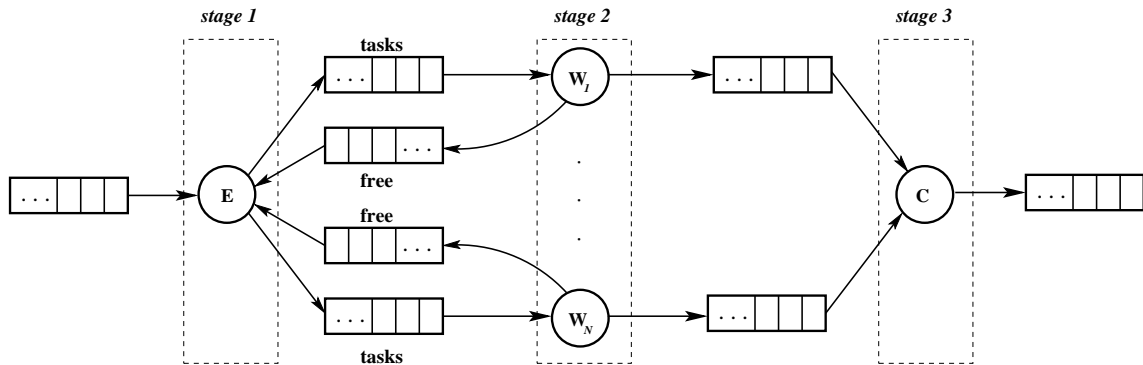 stage 1
stage 2
stage 3
tasks
. . .
W1
. . .
. . .
free
. . .
E
C
. . .
free
. . .
. . .
WN
. . .
tasks